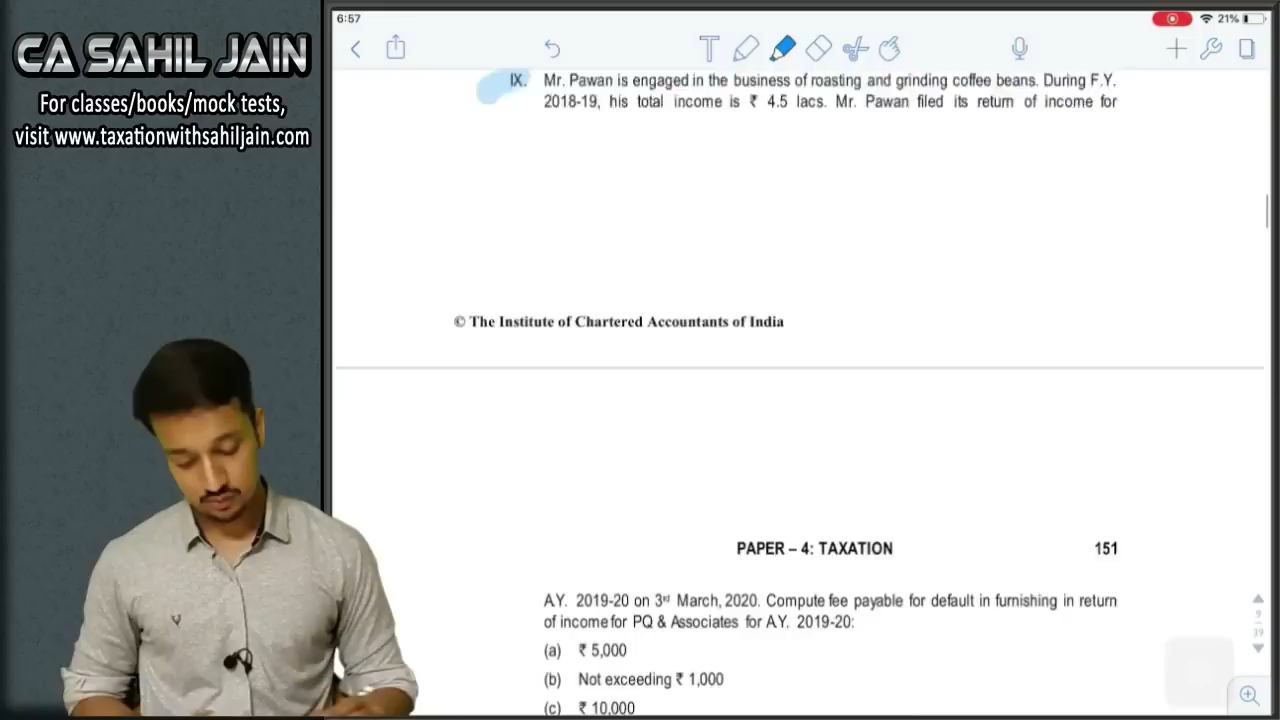 CA SAHIL JAIN
For classes/books/mock tests,
visit www.taxationwithsahiljain.com
6:57
21%
IX. Mr. Pawan is engaged in the business of roasting and grinding coffee beans. During F.Y.
2018-19, his total income is ₹ 4.5 lacs. Mr. Pawan filed its return of income for
© The Institute of Chartered Accountants of India
PAPER – 4: TAXATION 151
A.Y. 2019-20 on 3rd March, 2020. Compute fee payable for default in furnishing in return
of income for PQ & Associates for A.Y. 2019-20:
(a) ₹ 5,000
(b) Not exceeding ₹ 1,000
(c) ₹ 10,000
9
39